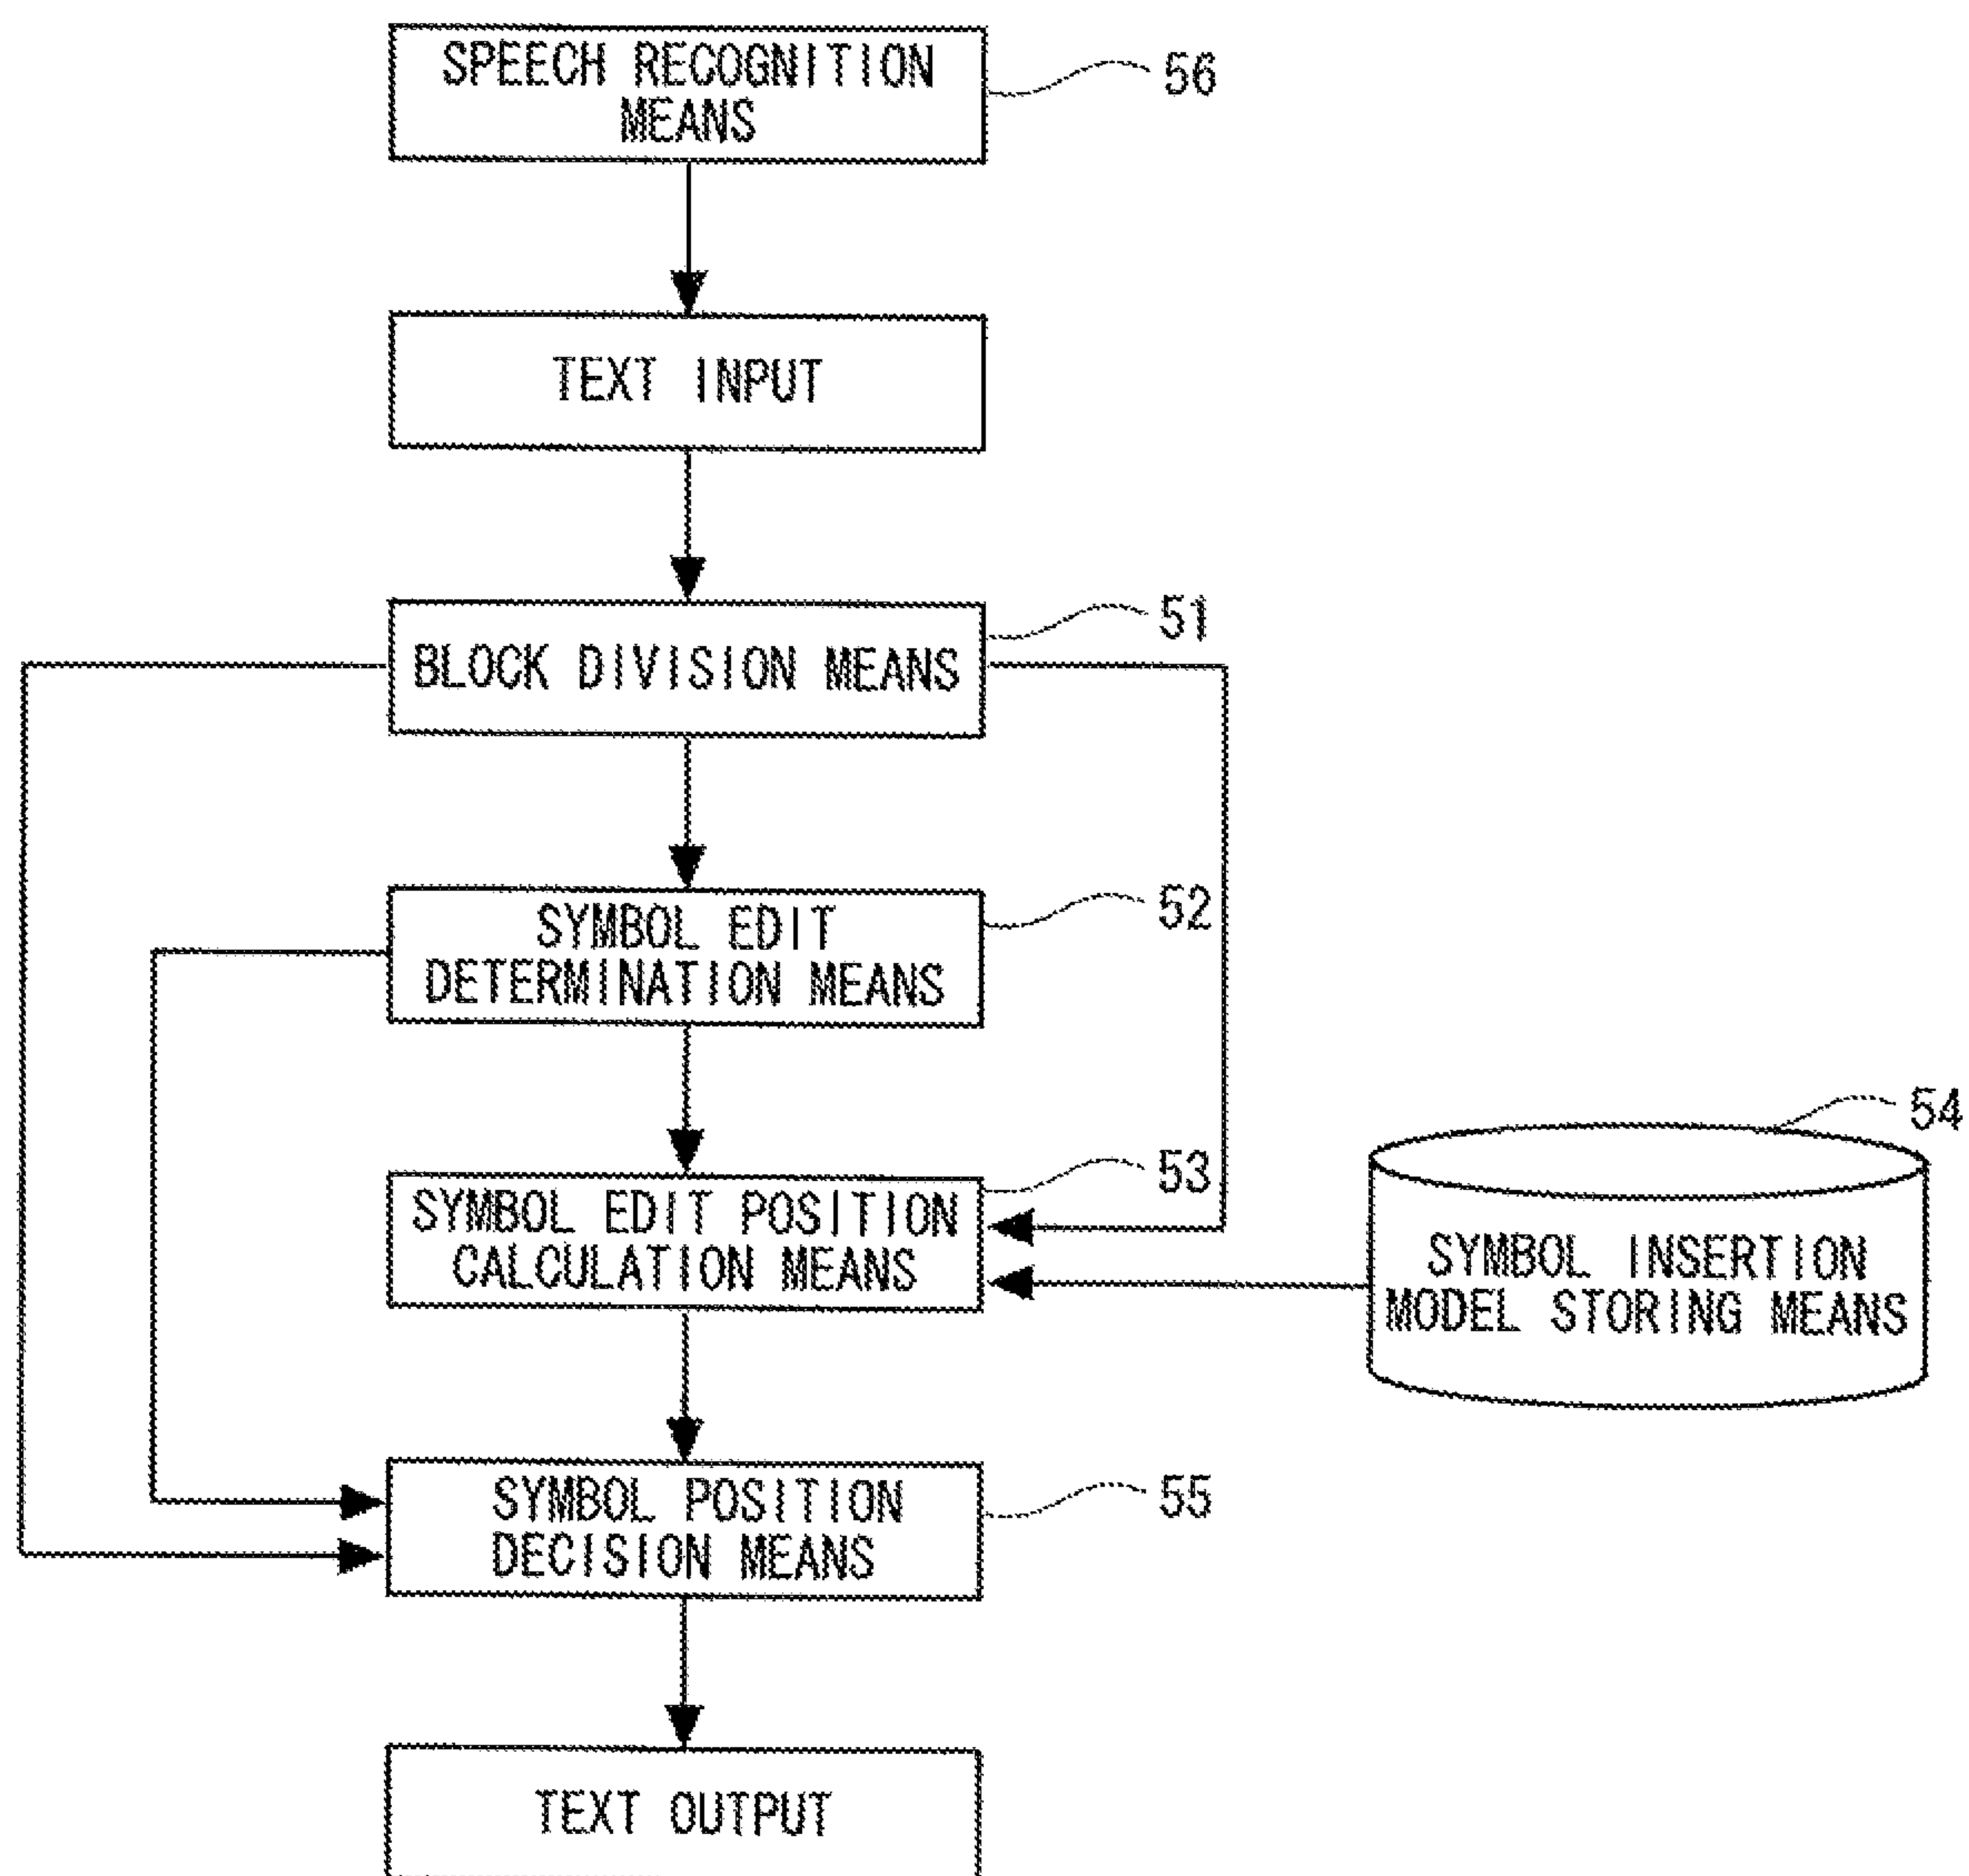 SPEECH RECOGNITION
MEANS
56
TEXT INPUT
51
BLOCK DIVISION MEANS
52
SYMBOL EDIT
DETERMINATION MEANS
54
53
SYMBOL EDIT POSITION
CALCULATION MEANS
SYMBOL INSERTION
MODEL STORING MEANS
55
SYMBOL POSITION
DECISION MEANS
TEXT OUTPUT